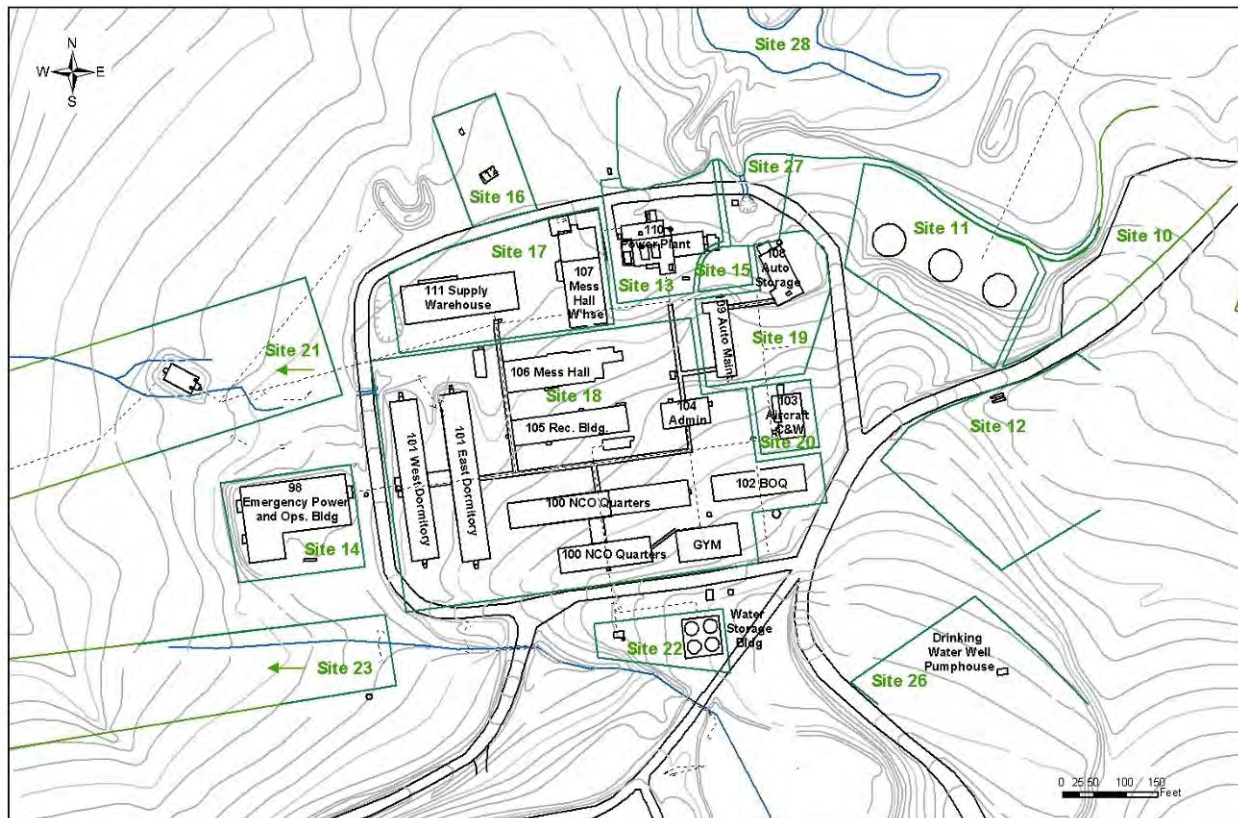 N
W E
S
Site 28
Site 27
Site 16
Site 17
Site 11
Site 10
110
Power Plant
Site 15
108
Auto
Storage
Site 13
107
Mess
Hall
W'hse
111 Supply
Warehouse
09 Auto Main
Site 19
Site 21
106 Mess Hall
Site 18
104
Admin
103
Aircraft
C&W
Site 20
Site 12
105 Rec. Bldg.
101 West Dormitory
101 East Dormitory
98
Emergency Power
and Ops. Bldg
Site 14
100 NCO Quarters
102 BOQ
100 NCO Quarters
GYM
Water
Storage
Bldg
Site 22
Site 23
Drinking
Water Well
Pumphouse
Site 26
0 25 50 100 150
Feet